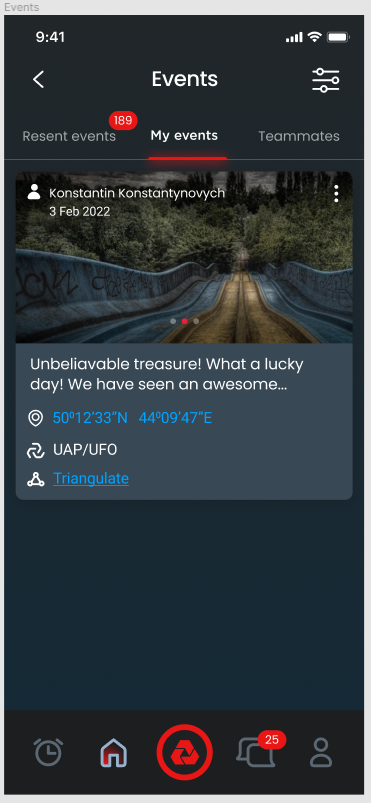 Events
9:41
Events
189
Resent events My events Teammates
Konstantin Konstantynovych
3 Feb 2022
Unbeliavable treasure! What a lucky
day! We have seen an awesome...
50º12’33”N 44º09’47”E
UAP/UFO
Triangulate
25